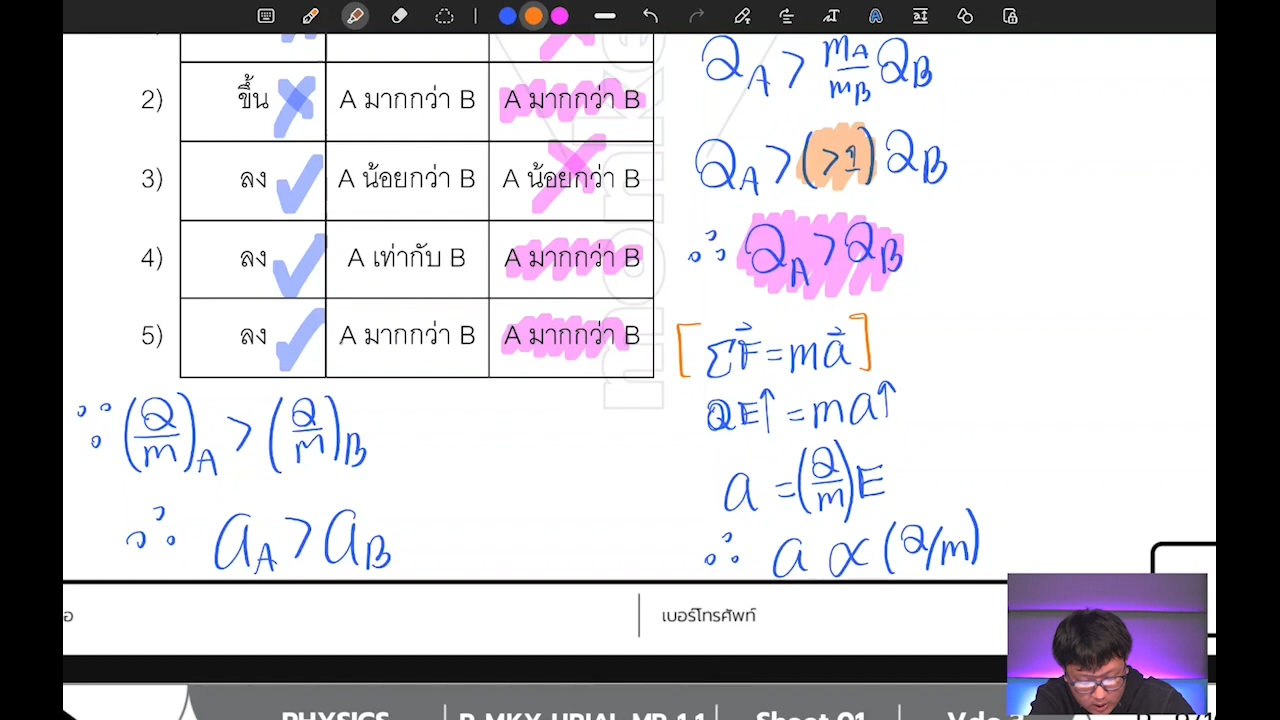 2) ขึ้น A มากกว่า B A มากกว่า B
3) ลง A น้อยกว่า B A น้อยกว่า B
4) ลง A เท่ากับ B A มากกว่า B
5) ลง A มากกว่า B A มากกว่า B
∴ (Q/m)A > (Q/m)B
∴ aA > aB
QA > mA/mB QB
QA > (>1) QB
∴ QA > QB
[ΣF⃗ = ma⃗]
QE↑ = ma↑
a = (Q/m)E
∴ a ∝ (Q/m)
เบอร์โทรศัพท์
PHYSICS
Sheet 01